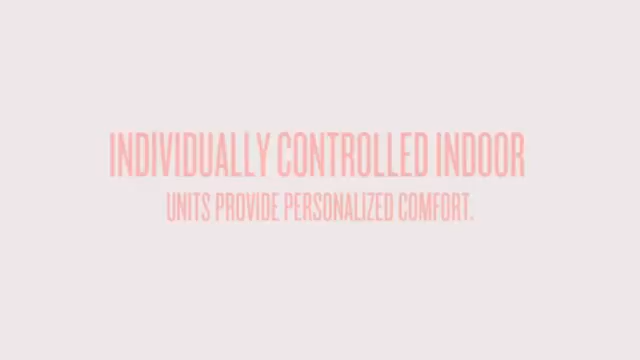 INDIVIDUALLY CONTROLLED INDOOR
UNITS PROVIDE PERSONALIZED COMFORT.